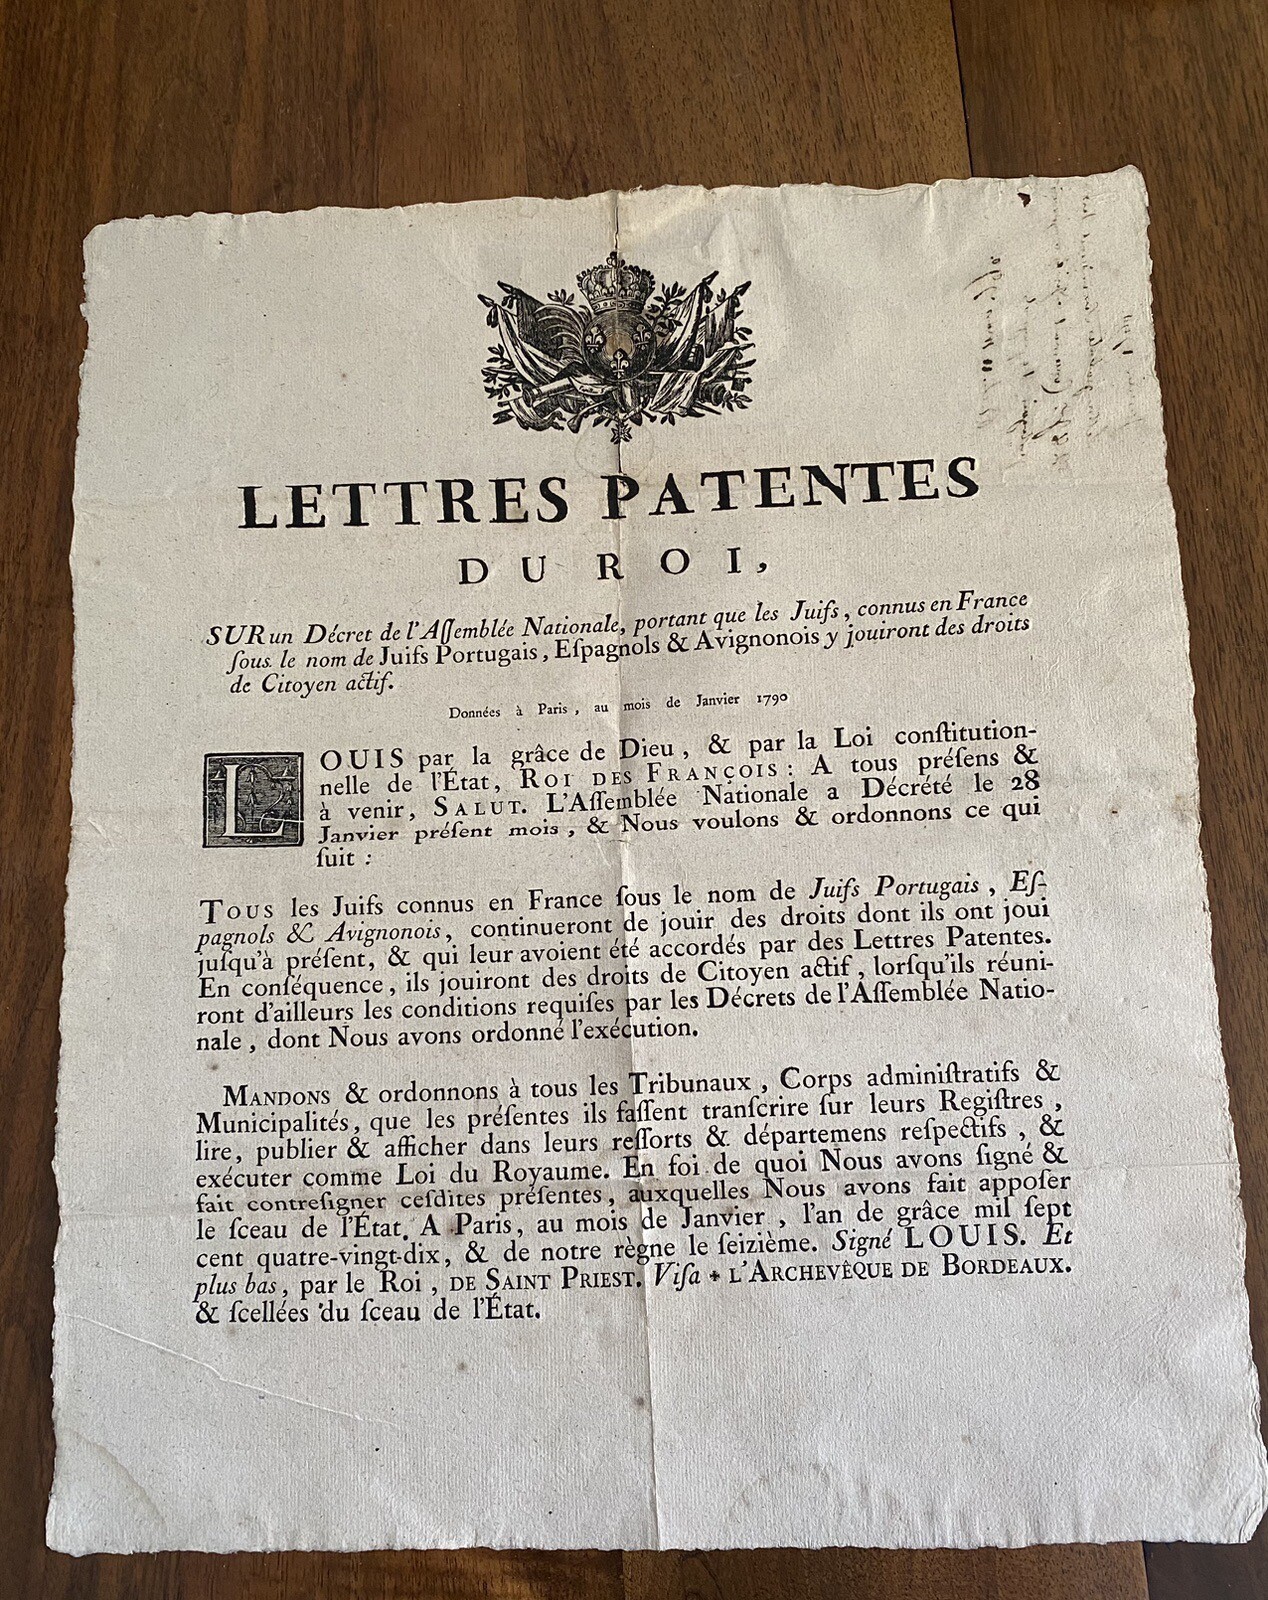 LETTRES PATENTES
DU ROI,
SUR un Décret de l'Aſſemblée Nationale, portant que les Juifs, connus en France
ſous le nom de Juifs Portugais, Eſpagnols & Avignonois y jouiront des droits
de Citoyen actif.
Données à Paris, au mois de Janvier 1790
LOUIS par la grâce de Dieu, & par la Loi conſtitution-
nelle de l'État, ROI DES FRANÇOIS: A tous préſens &
à venir, SALUT. L'Aſſemblée Nationale a Décrété le 28
Janvier préſent mois, & Nous voulons & ordonnons ce qui
ſuit:
TOUS les Juifs connus en France ſous le nom de Juifs Portugais, Eſ-
pagnols & Avignonois, continueront de jouir des droits dont ils ont joui
juſqu'à préſent, & qui leur avoient été accordés par des Lettres Patentes.
En conſéquence, ils jouiront des droits de Citoyen actif, lorſqu'ils réuni-
ront d'ailleurs les conditions requiſes par les Décrets de l'Aſſemblée Natio-
nale, dont Nous avons ordonné l'exécution.
MANDONS & ordonnons à tous les Tribunaux, Corps adminiſtratifs &
Municipalités, que les préſentes ils faſſent tranſcrire ſur leurs Regiſtres,
lire, publier & afficher dans leurs reſſorts & départemens reſpectifs, &
exécuter comme Loi du Royaume. En foi de quoi Nous avons ſigné &
fait contreſigner ceſdites préſentes, auxquelles Nous avons fait appoſer
le ſceau de l'État. A Paris, au mois de Janvier, l'an de grâce mil ſept
cent quatre-vingt-dix, & de notre règne le ſeizième. Signé LOUIS. Et
plus bas, par le Roi, DE SAINT PRIEST. Viſa + L'ARCHEVÊQUE DE BORDEAUX.
& ſcellées du ſceau de l'État.